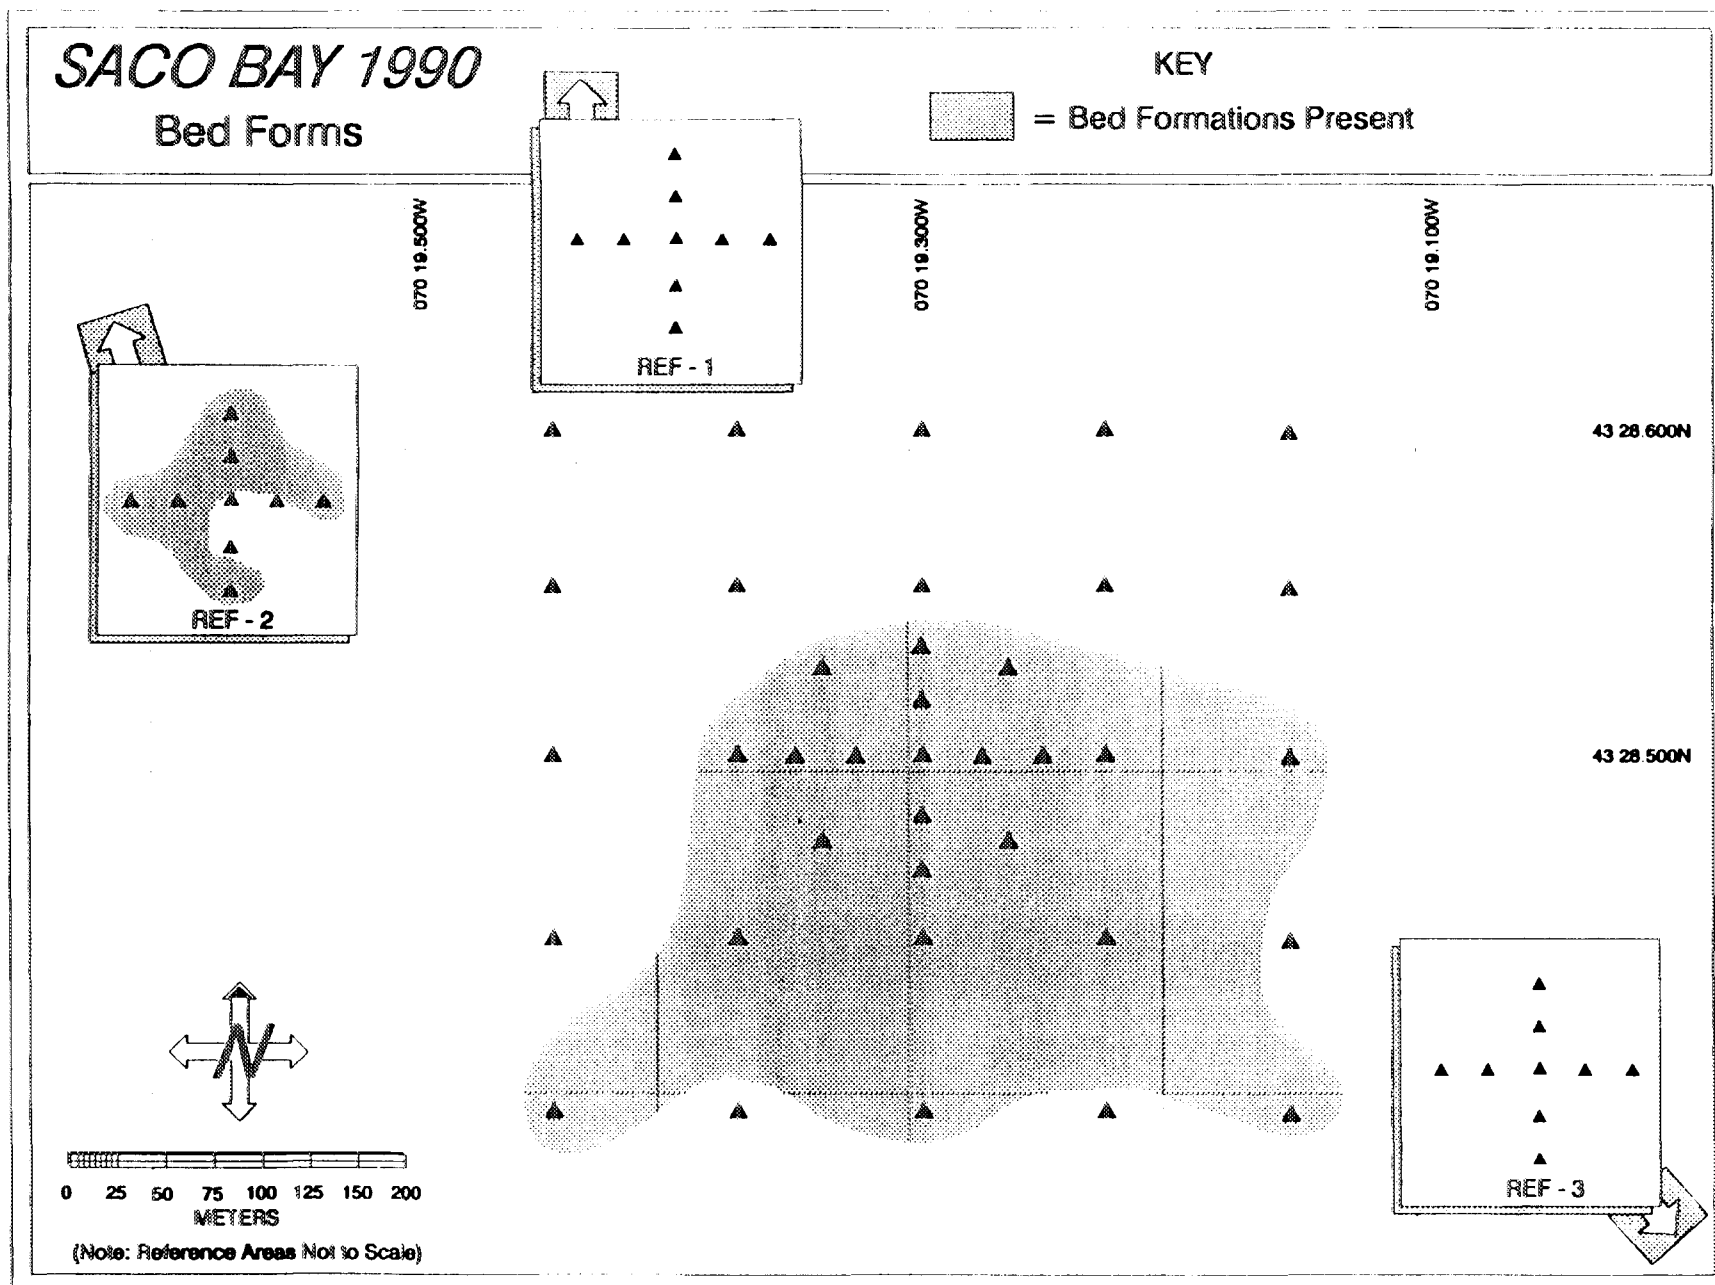 SACO BAY 1990
Bed Forms
KEY
= Bed Formations Present
070 19.500W
070 19.300W
070 19.100W
REF - 1
REF - 2
43 28.600N
43 28.500N
N
0 25 50 75 100 125 150 200
METERS
(Note: Reference Areas Not to Scale)
REF - 3